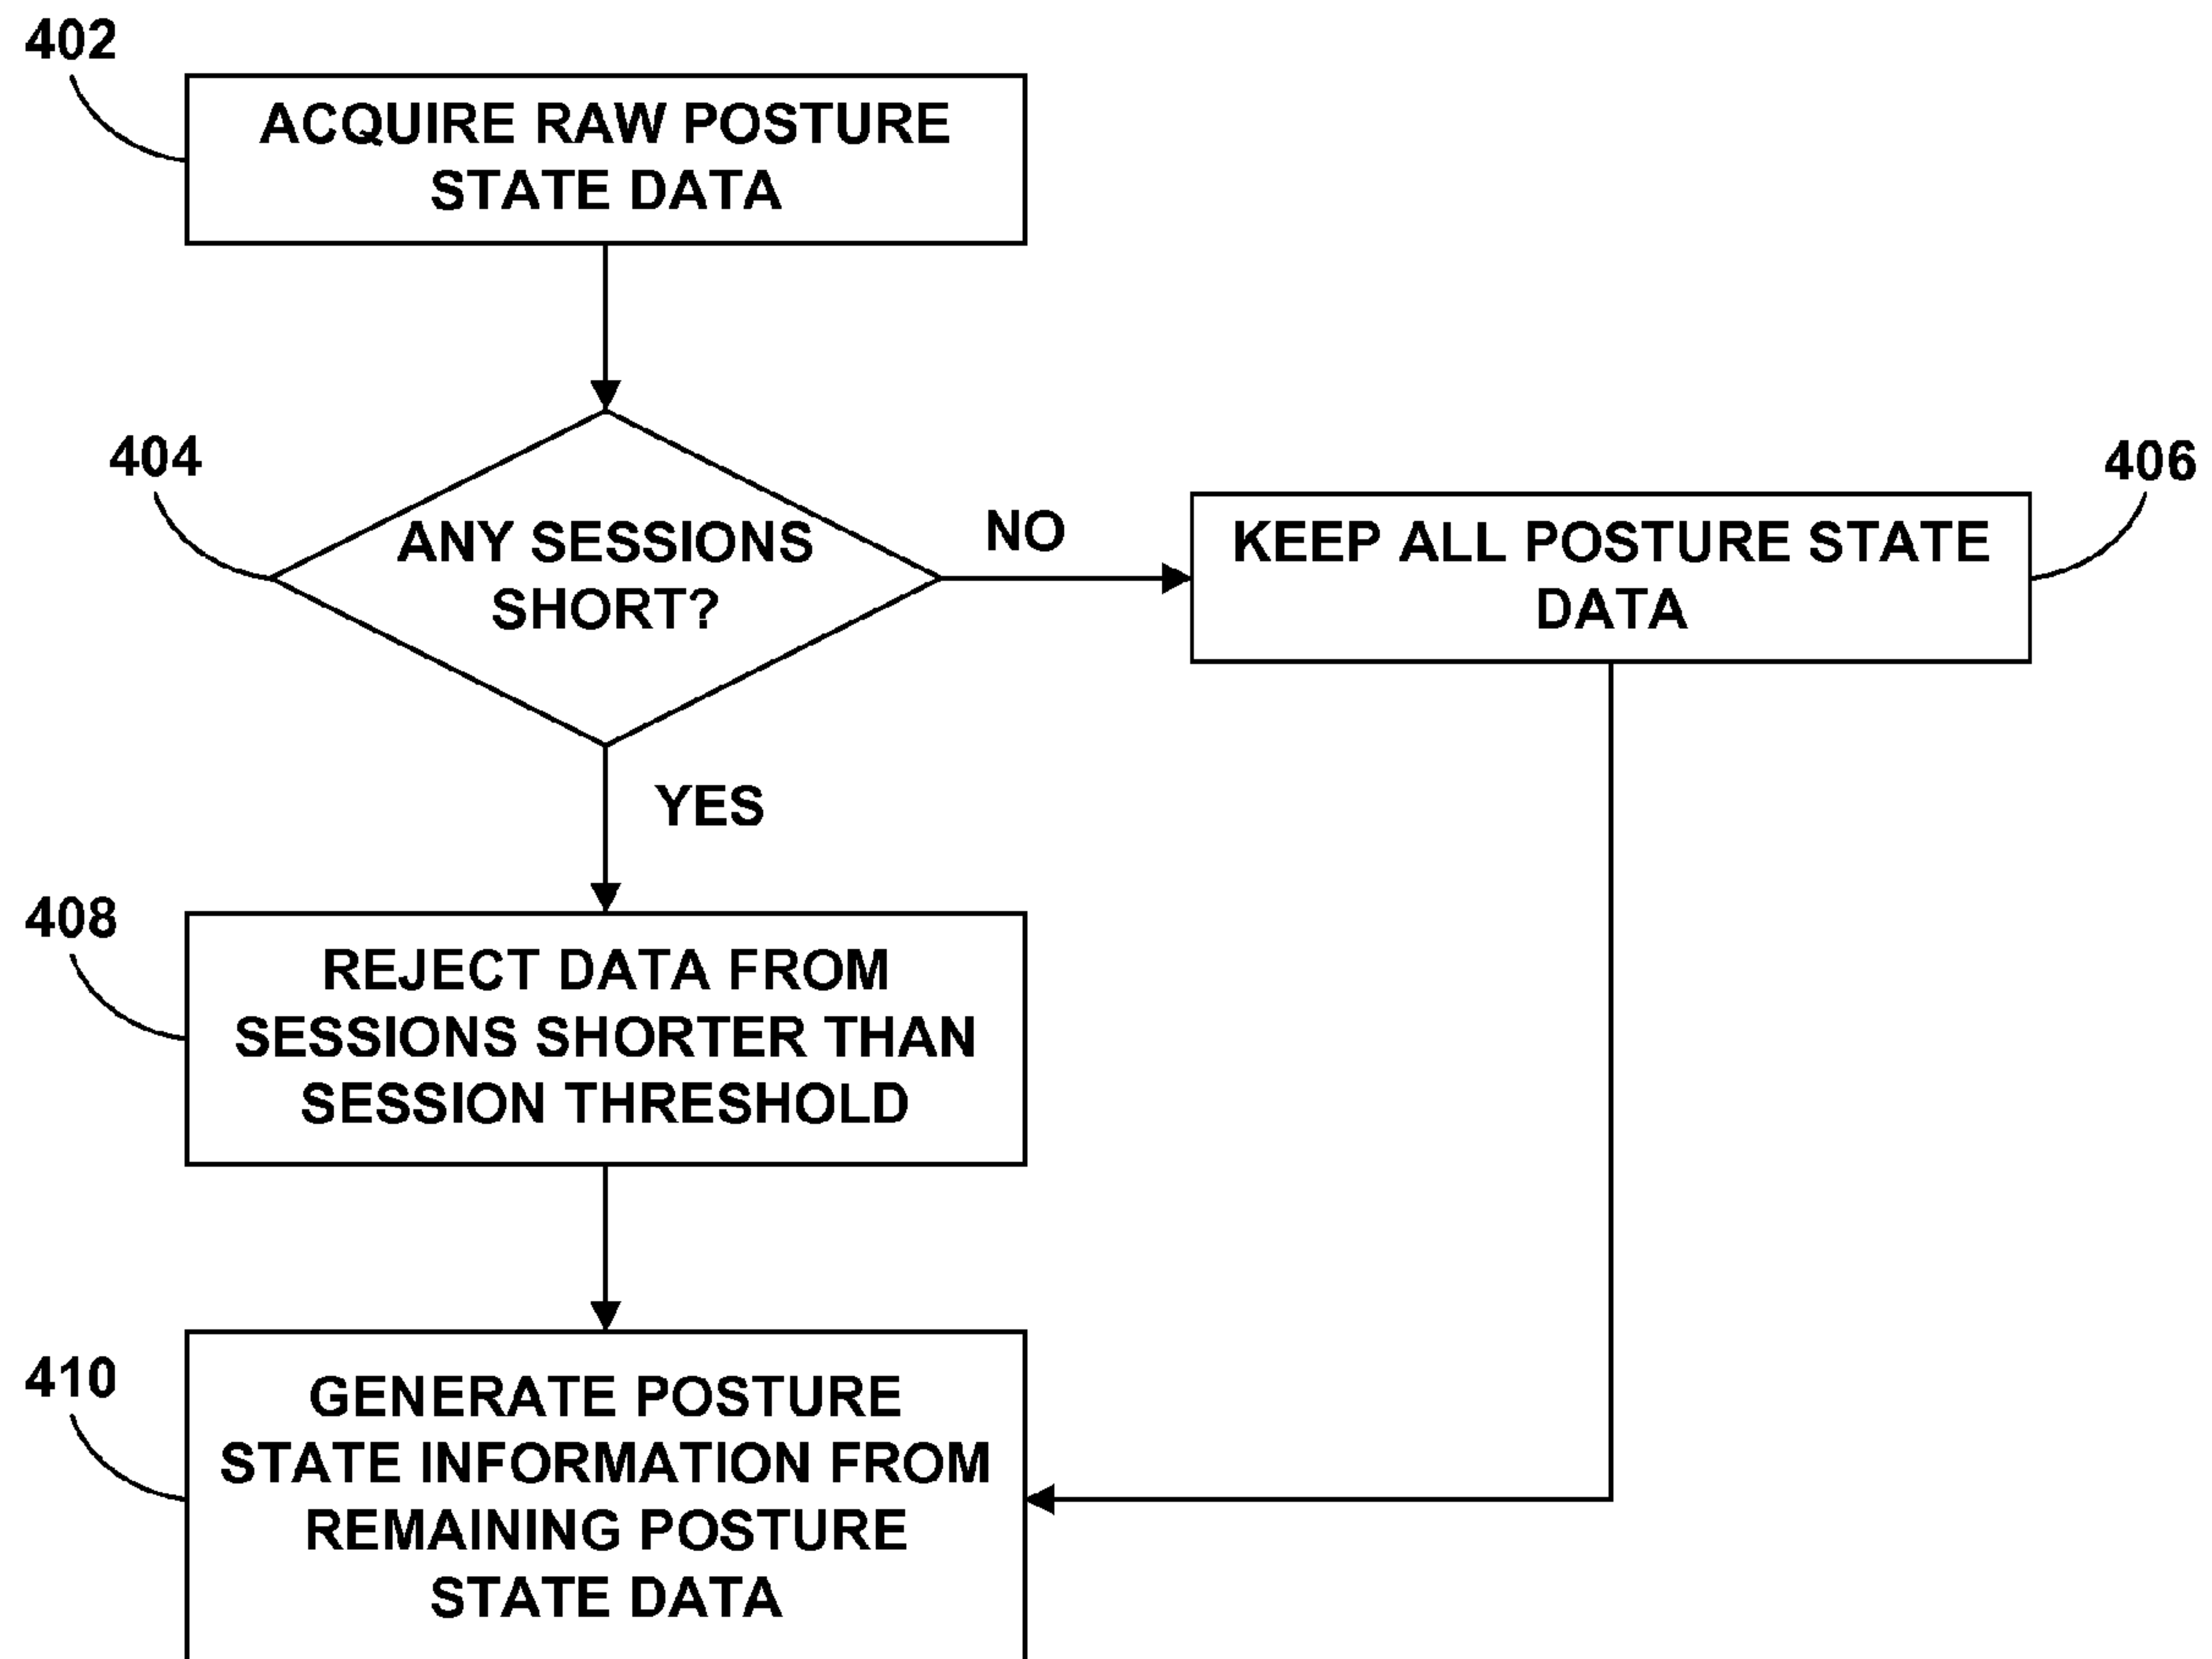 402
ACQUIRE RAW POSTURE
STATE DATA
404
ANY SESSIONS
SHORT?
NO
406
KEEP ALL POSTURE STATE
DATA
YES
408
REJECT DATA FROM
SESSIONS SHORTER THAN
SESSION THRESHOLD
410
GENERATE POSTURE
STATE INFORMATION FROM
REMAINING POSTURE
STATE DATA